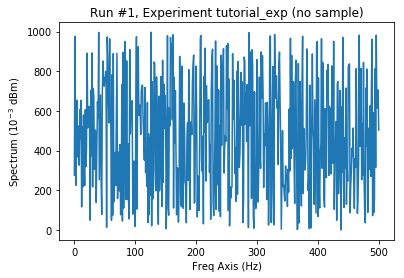 Run #1, Experiment tutorial_exp (no sample)
1000
800
600
400
200
0
Spectrum (10⁻³ dBm)
0 100 200 300 400 500
Freq Axis (Hz)